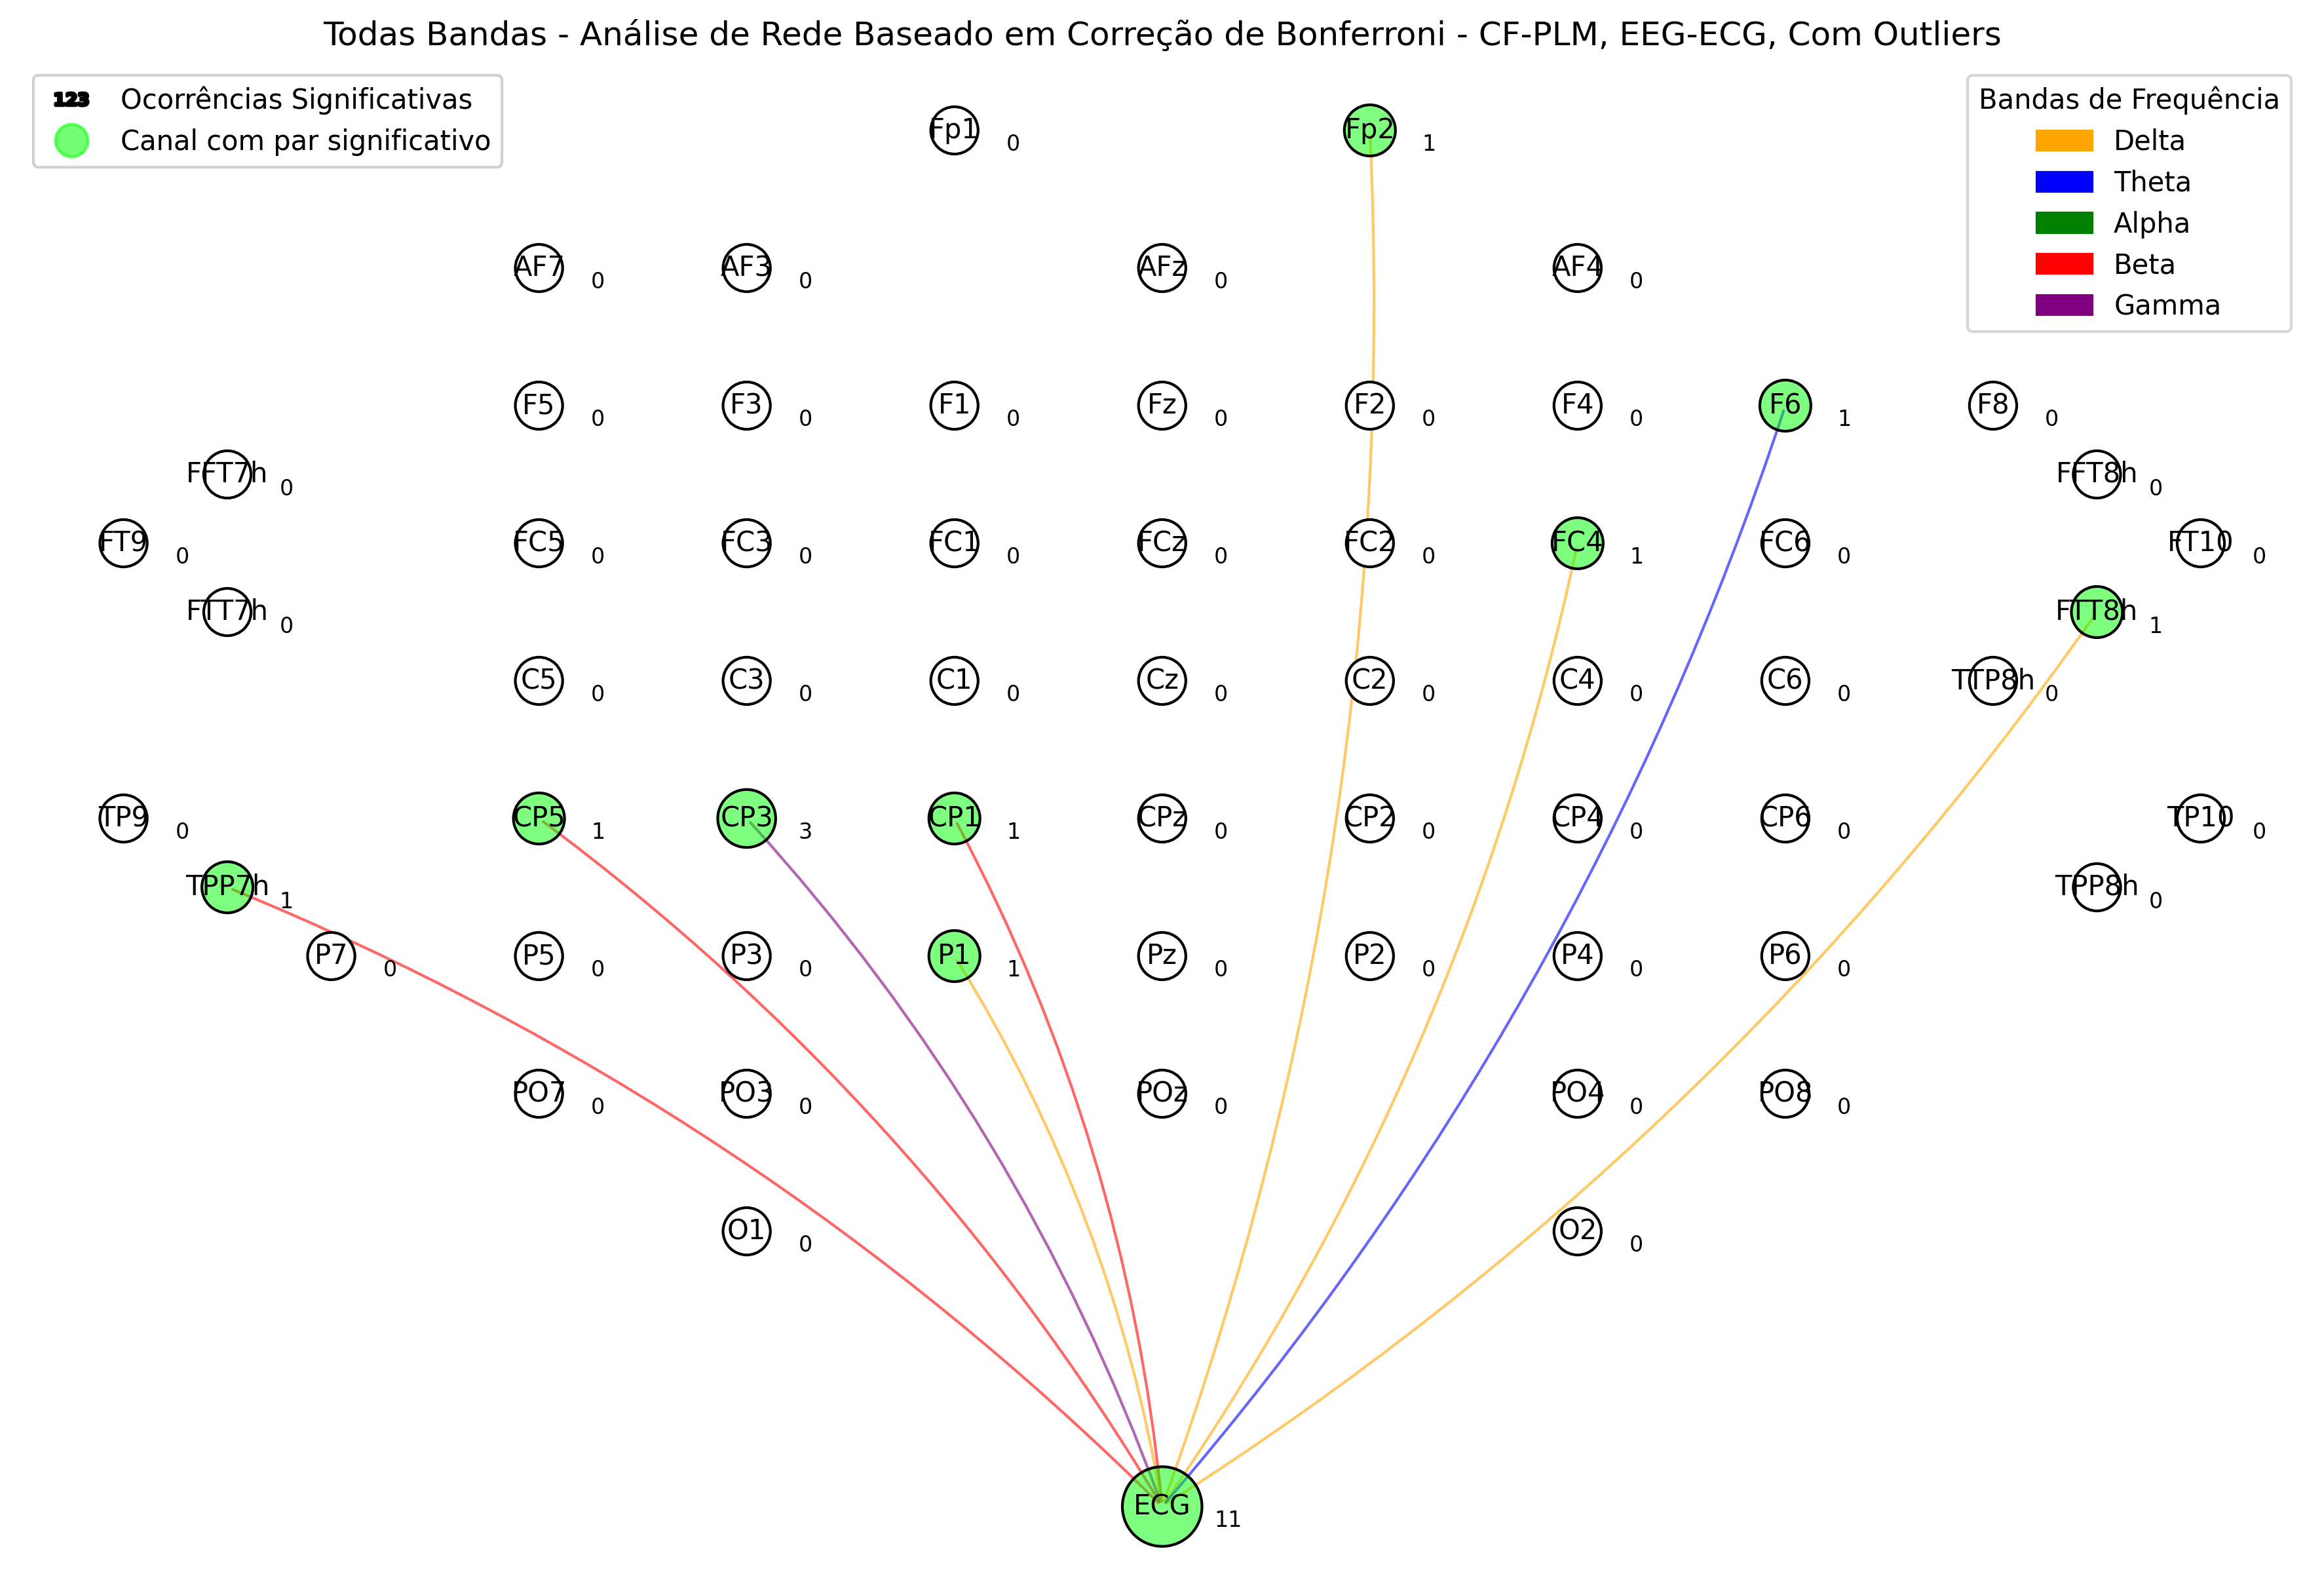 Todas Bandas - Análise de Rede Baseado em Correção de Bonferroni - CF-PLM, EEG-ECG, Com Outliers
123 Ocorrências Significativas
Canal com par significativo
Bandas de Frequência
Delta
Theta
Alpha
Beta
Gamma
Fp1 0 Fp2 1
AF7 0 AF3 0 AFz 0 AF4 0
F5 0 F3 0 F1 0 Fz 0 F2 0 F4 0 F6 1 F8 0
FFT7h 0 FFT8h 0
FT9 0 FC5 0 FC3 0 FC1 0 FCz 0 FC2 0 FC4 1 FC6 0 FT10 0
FTT7h 0 FTT8h 1
C5 0 C3 0 C1 0 Cz 0 C2 0 C4 0 C6 0 TTP8h 0
TP9 0 CP5 1 CP3 3 CP1 1 CPz 0 CP2 0 CP4 0 CP6 0 TP10 0
TPP7h 1 TPP8h 0
P7 0 P5 0 P3 0 P1 1 Pz 0 P2 0 P4 0 P6 0
PO7 0 PO3 0 POz 0 PO4 0 PO8 0
O1 0 O2 0
ECG 11